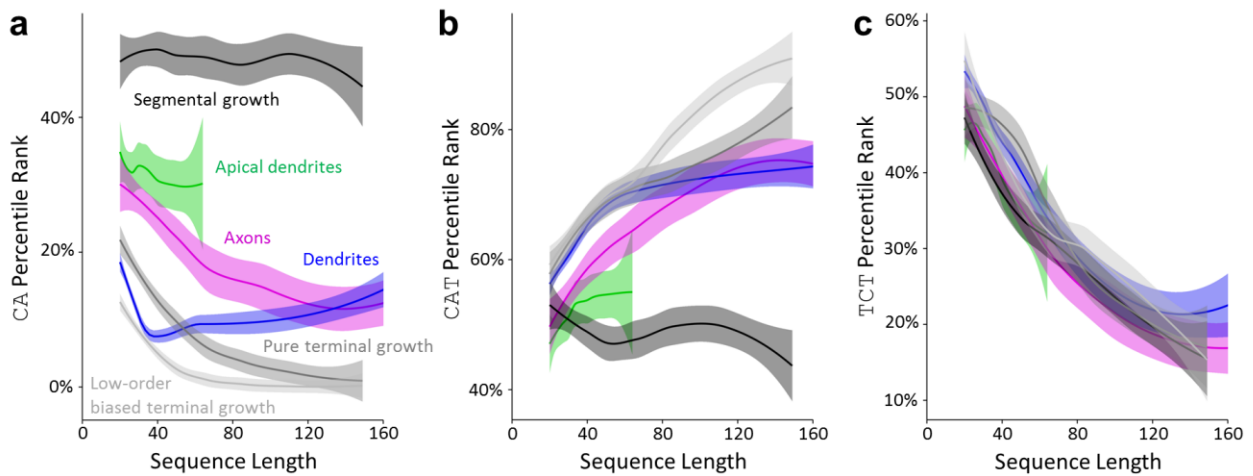 a
CA Percentile Rank
40%
20%
0%
Segmental growth
Apical dendrites
Axons
Dendrites
Pure terminal growth
Low-order
biased terminal growth
0
40
80
120
160
Sequence Length
b
CAT Percentile Rank
80%
60%
40%
0
40
80
120
160
Sequence Length
c
TCT Percentile Rank
60%
50%
40%
30%
20%
10%
0
40
80
120
160
Sequence Length